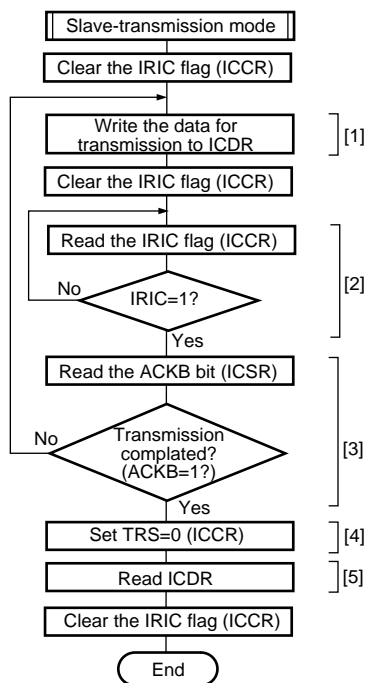 Slave-transmission mode
Clear the IRIC flag (ICCR)
Write the data for
transmission to ICDR
[1]
Clear the IRIC flag (ICCR)
Read the IRIC flag (ICCR)
[2]
No
IRIC=1?
Yes
Read the ACKB bit (ICSR)
No
Transmission
complated?
(ACKB=1?)
[3]
Yes
Set TRS=0 (ICCR)
[4]
Read ICDR
[5]
Clear the IRIC flag (ICCR)
End